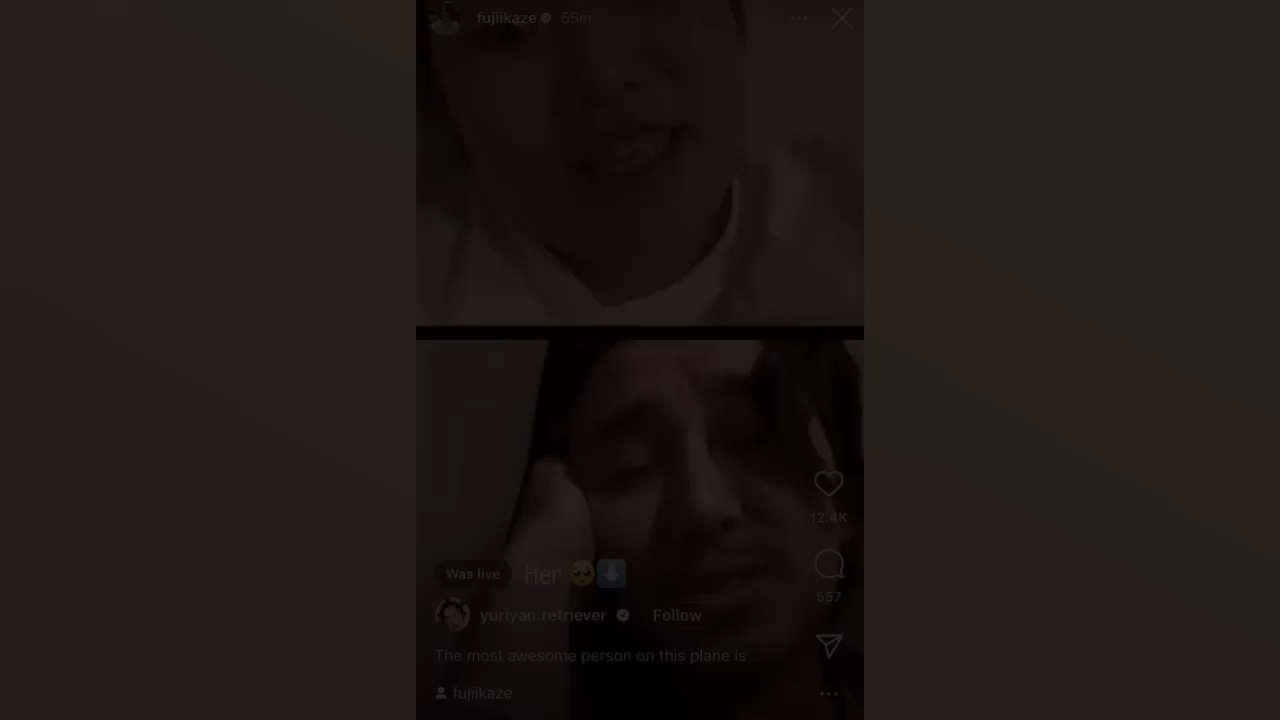 fujiikaze 55m
12.4K
557
Was live Her 🥺⬇️
yuriyan.retriever Follow
The most awesome person on this plane is
fujiikaze